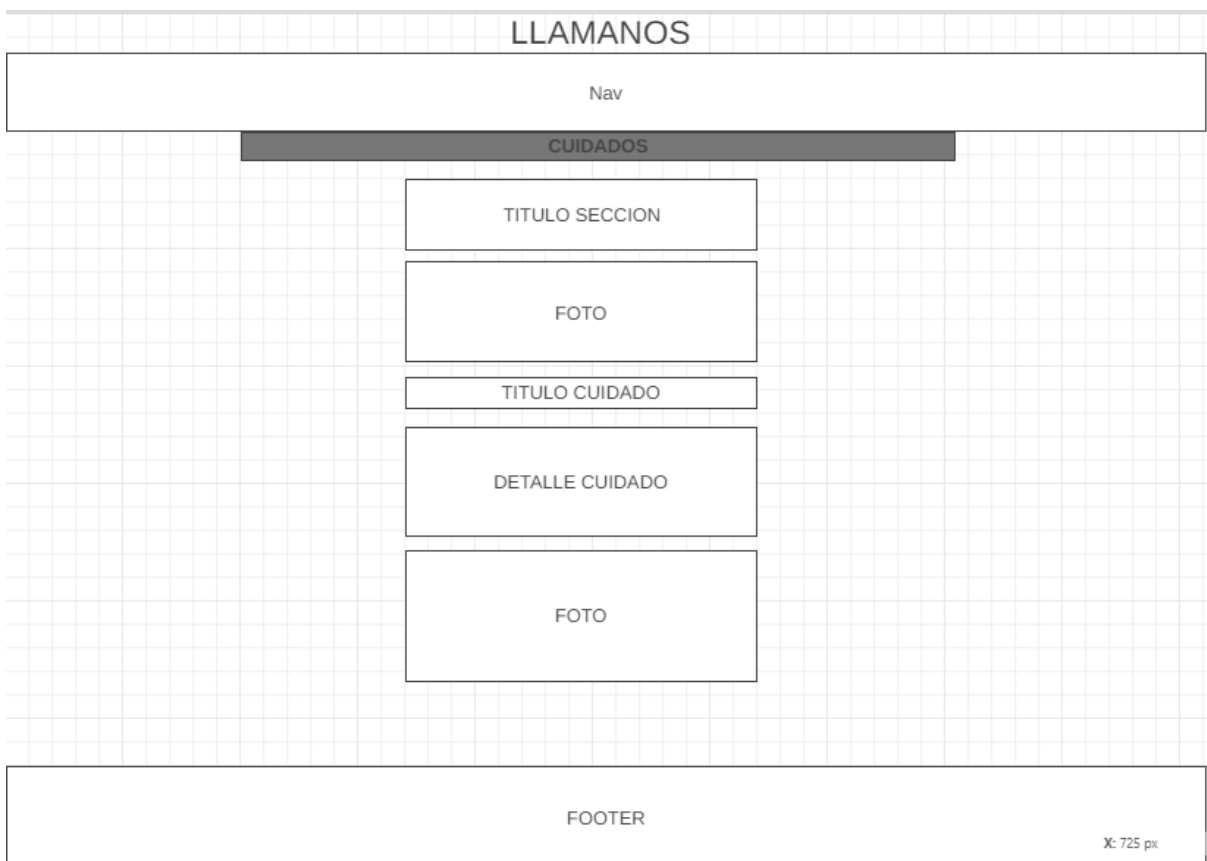 LLAMANOS
Nav
CUIDADOS
TITULO SECCION
FOTO
TITULO CUIDADO
DETALLE CUIDADO
FOTO
FOOTER
X: 725 px